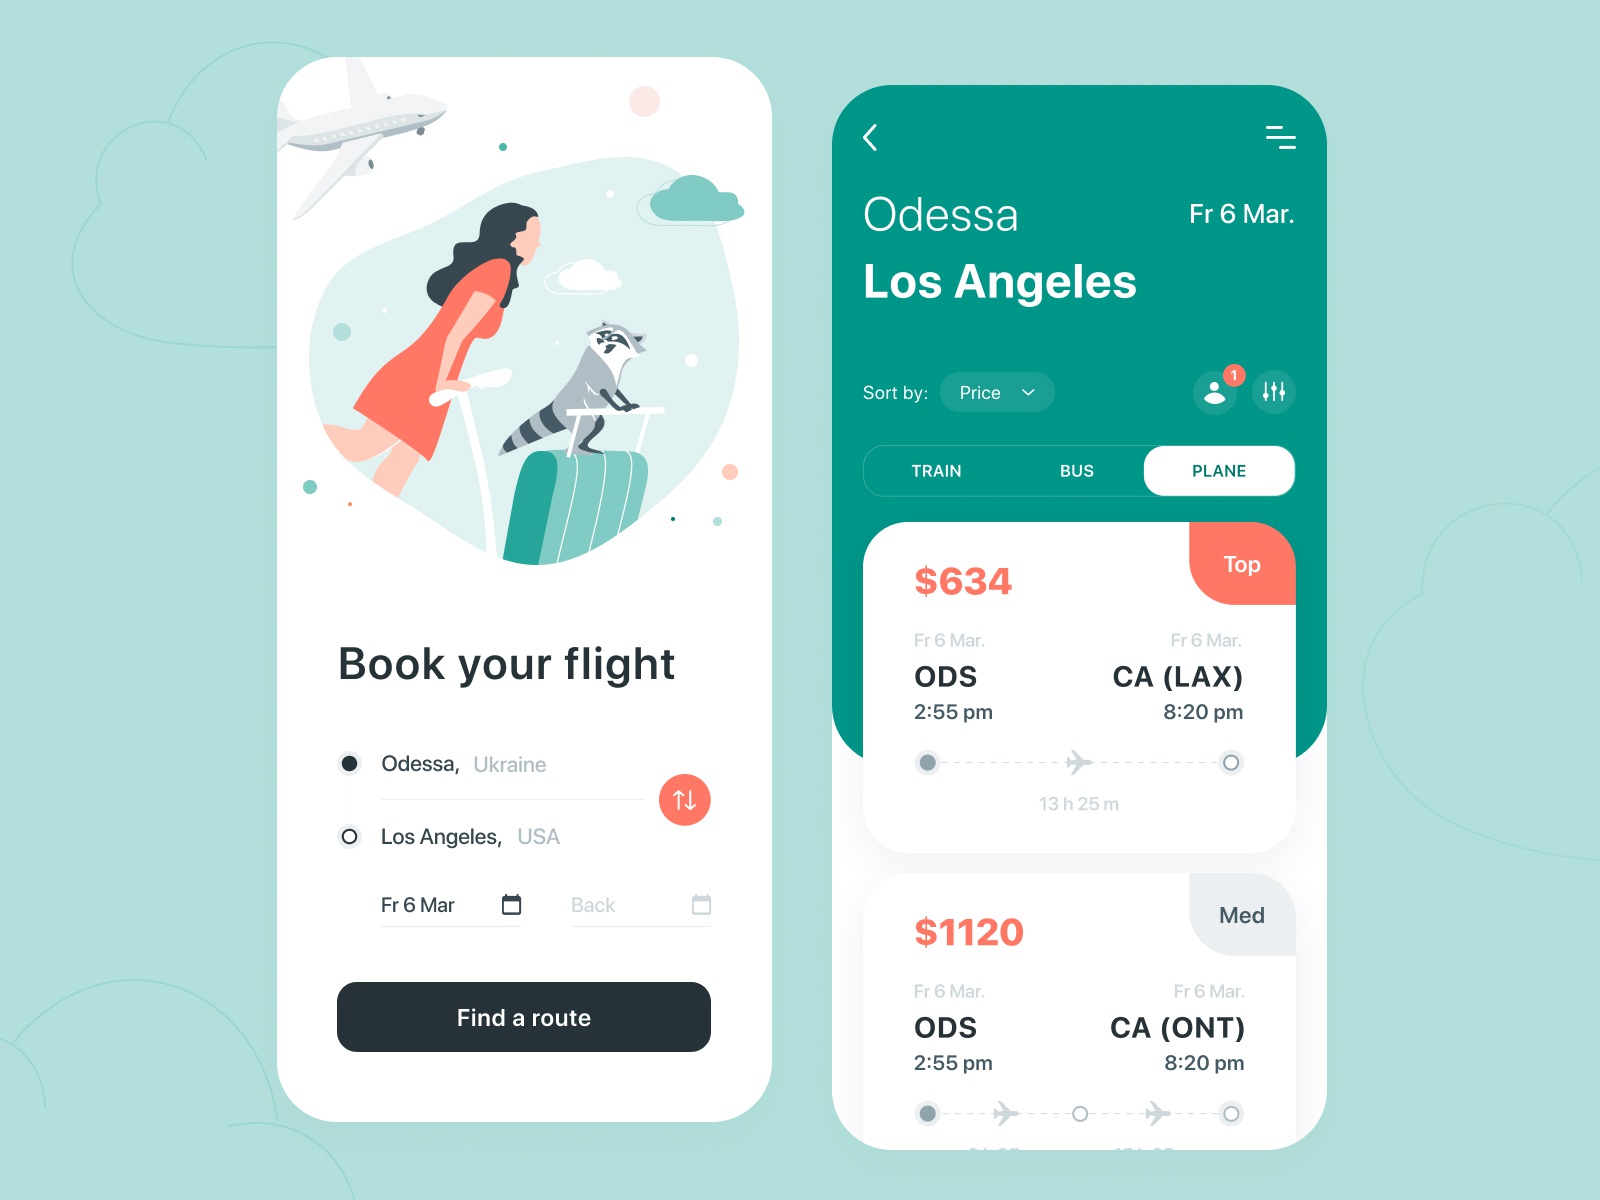 Book your flight
Odessa, Ukraine
Los Angeles, USA
Fr 6 Mar Back
Find a route
Odessa Fr 6 Mar.
Los Angeles
Sort by: Price 1
TRAIN BUS PLANE
$634 Top
Fr 6 Mar. Fr 6 Mar.
ODS CA (LAX)
2:55 pm 8:20 pm
13 h 25 m
$1120 Med
Fr 6 Mar. Fr 6 Mar.
ODS CA (ONT)
2:55 pm 8:20 pm